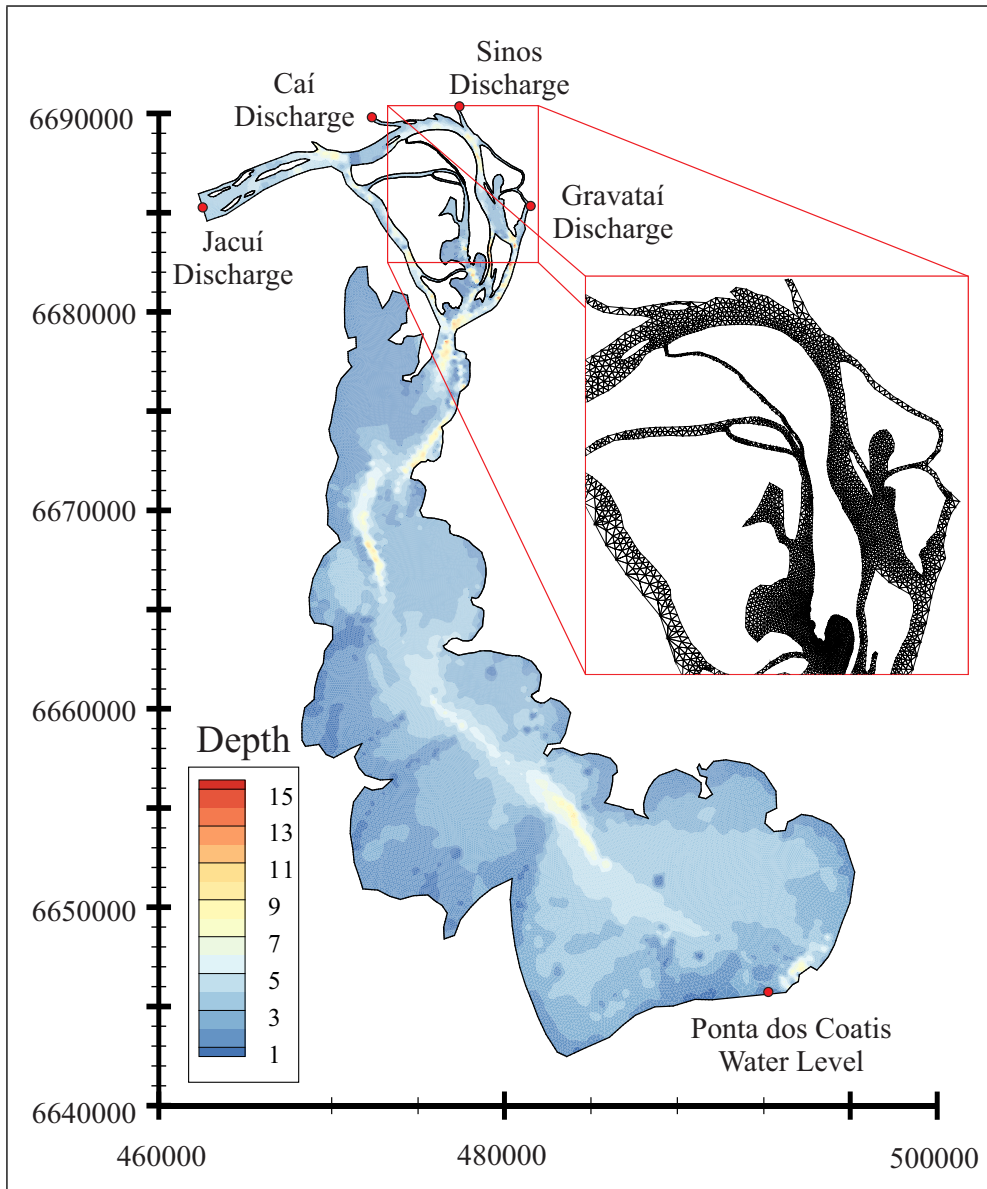 Sinos
Discharge
Caí
Discharge
6690000
Gravataí
Discharge
Jacuí
Discharge
6680000
6670000
6660000
Depth
15
13
11
9
7
5
3
1
6650000
Ponta dos Coatis
Water Level
6640000
460000
480000
500000